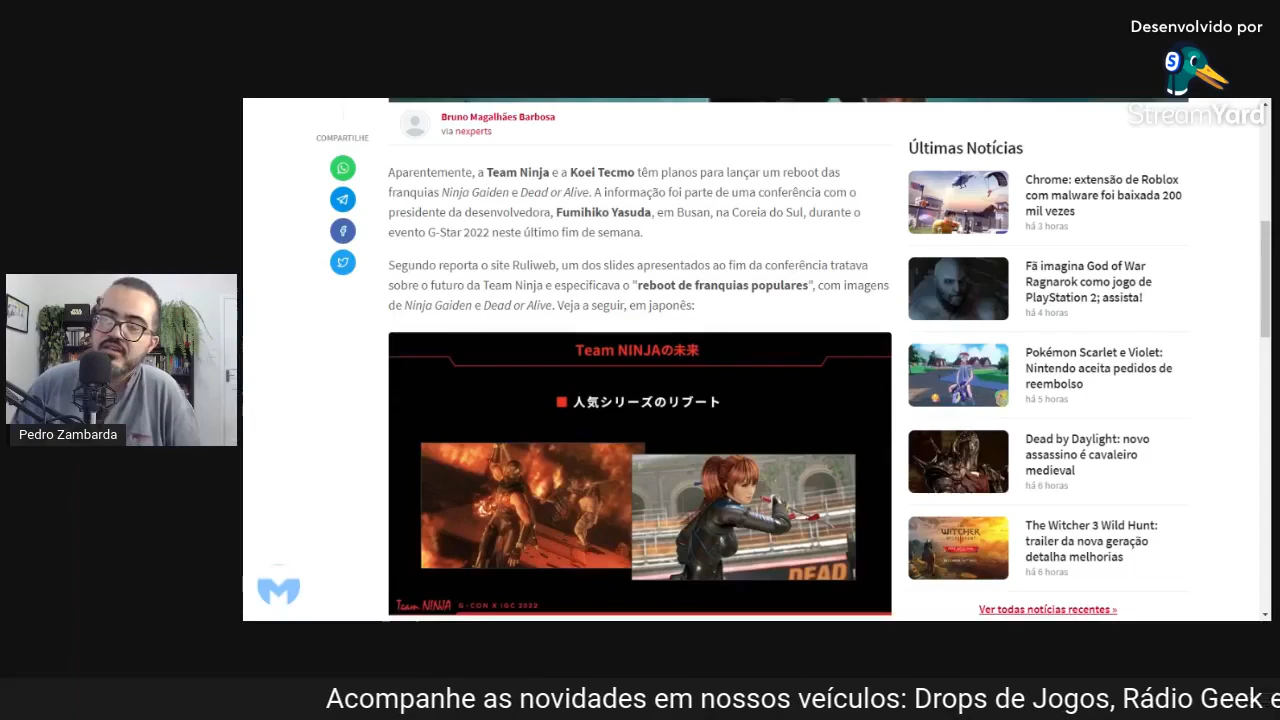 Desenvolvido por
StreamYard
Bruno Magalhães Barbosa
via nexperts
COMPARTILHE
Aparentemente, a Team Ninja e a Koei Tecmo têm planos para lançar um reboot das
franquias Ninja Gaiden e Dead or Alive. A informação foi parte de uma conferência com o
presidente da desenvolvedora, Fumihiko Yasuda, em Busan, na Coreia do Sul, durante o
evento G-Star 2022 neste último fim de semana.
Segundo reporta o site Ruliweb, um dos slides apresentados ao fim da conferência tratava
sobre o futuro da Team Ninja e especificava o "reboot de franquias populares", com imagens
de Ninja Gaiden e Dead or Alive. Veja a seguir, em japonês:
Team NINJAの未来
人気シリーズのリブート
DEAD
Team NINJA G-CON X IGC 2022
Últimas Notícias
Chrome: extensão de Roblox
com malware foi baixada 200
mil vezes
há 3 horas
Fã imagina God of War
Ragnarok como jogo de
PlayStation 2; assista!
há 4 horas
Pokémon Scarlet e Violet:
Nintendo aceita pedidos de
reembolso
há 5 horas
Dead by Daylight: novo
assassino é cavaleiro
medieval
há 6 horas
WITCHER
The Witcher 3 Wild Hunt:
trailer da nova geração
detalha melhorias
há 6 horas
Ver todas notícias recentes »
Pedro Zambarda
Acompanhe as novidades em nossos veículos: Drops de Jogos, Rádio Geek e